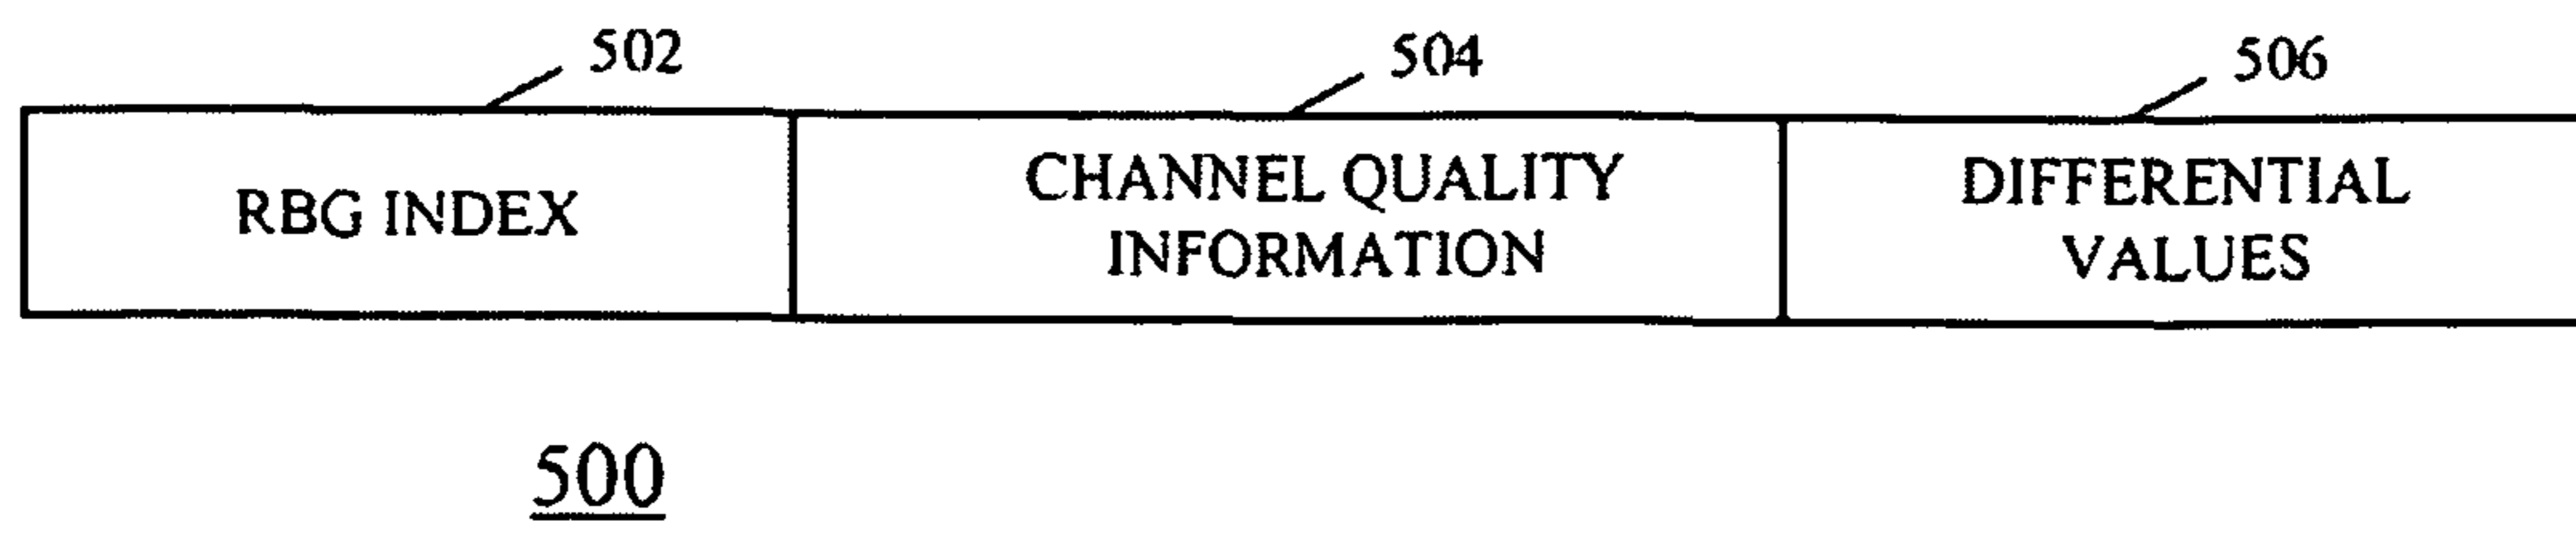 502
504
506
RBG INDEX
CHANNEL QUALITY
INFORMATION
DIFFERENTIAL
VALUES
500